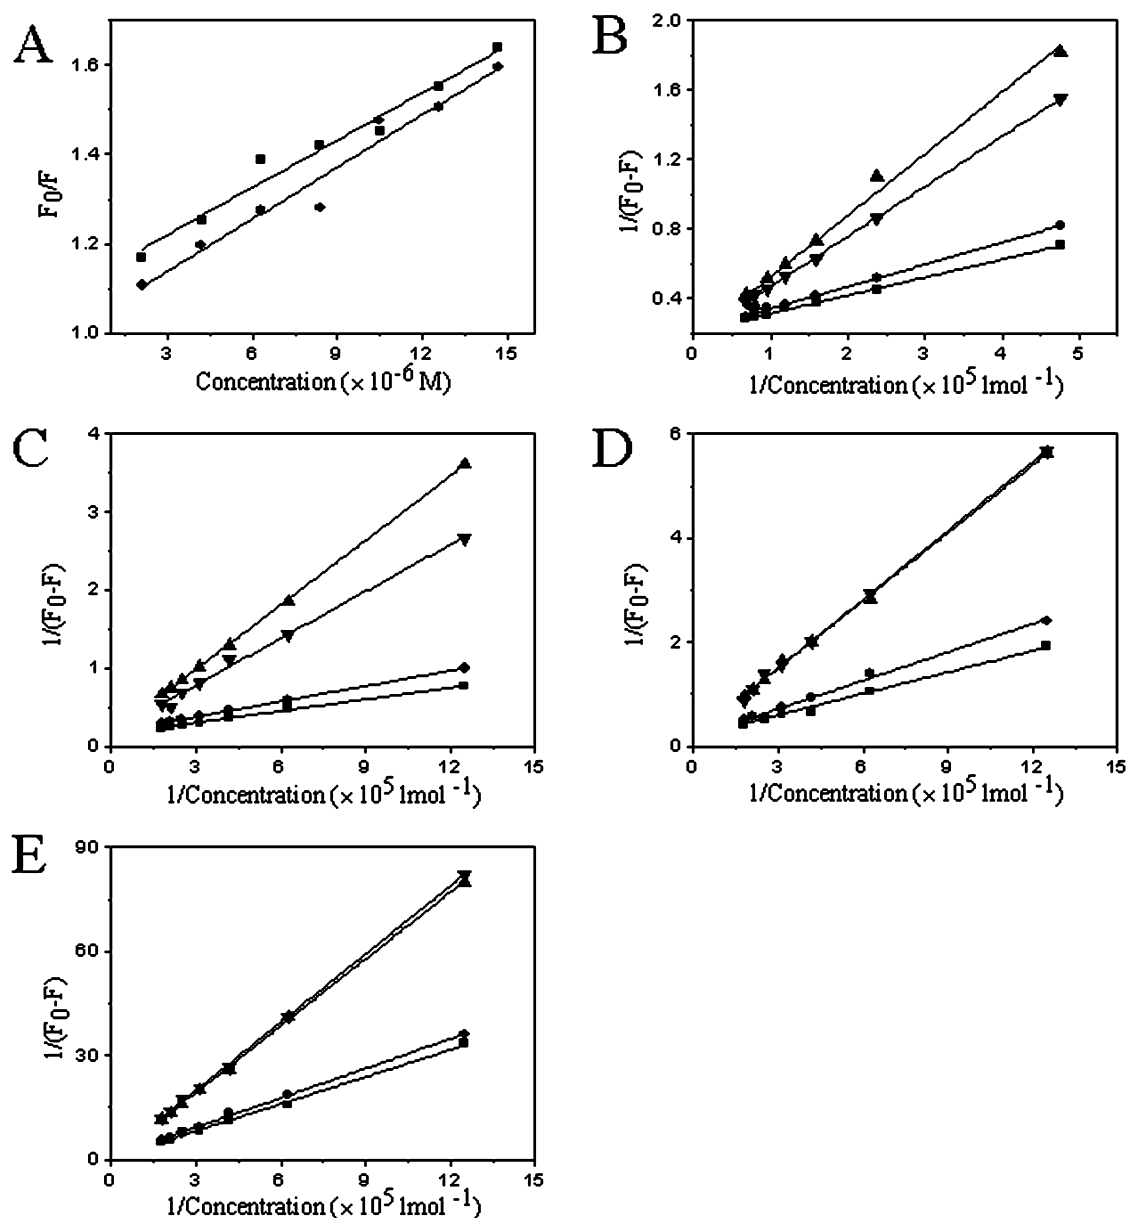 A
F0/F
1.6
1.4
1.2
1.0
3 6 9 12 15
Concentration (× 10-6 M)
B
1/(F0-F)
2.0
1.6
1.2
0.8
0.4
0 1 2 3 4 5
1/Concentration (× 105 lmol -1)
C
1/(F0-F)
4
3
2
1
0
0 3 6 9 12 15
1/Concentration (× 105 lmol -1)
D
1/(F0-F)
6
4
2
0
0 3 6 9 12 15
1/Concentration (× 105 lmol -1)
E
1/(F0-F)
90
60
30
0
0 3 6 9 12 15
1/Concentration (× 105 lmol -1)